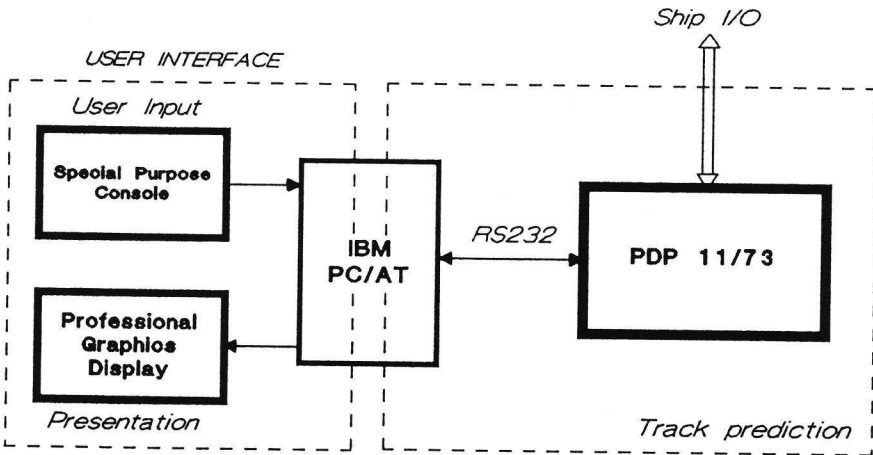 Ship I/O
USER INTERFACE
User Input
Special Purpose
Console
IBM
PC/AT
RS232
PDP 11/73
Professional
Graphics
Display
Presentation
Track prediction